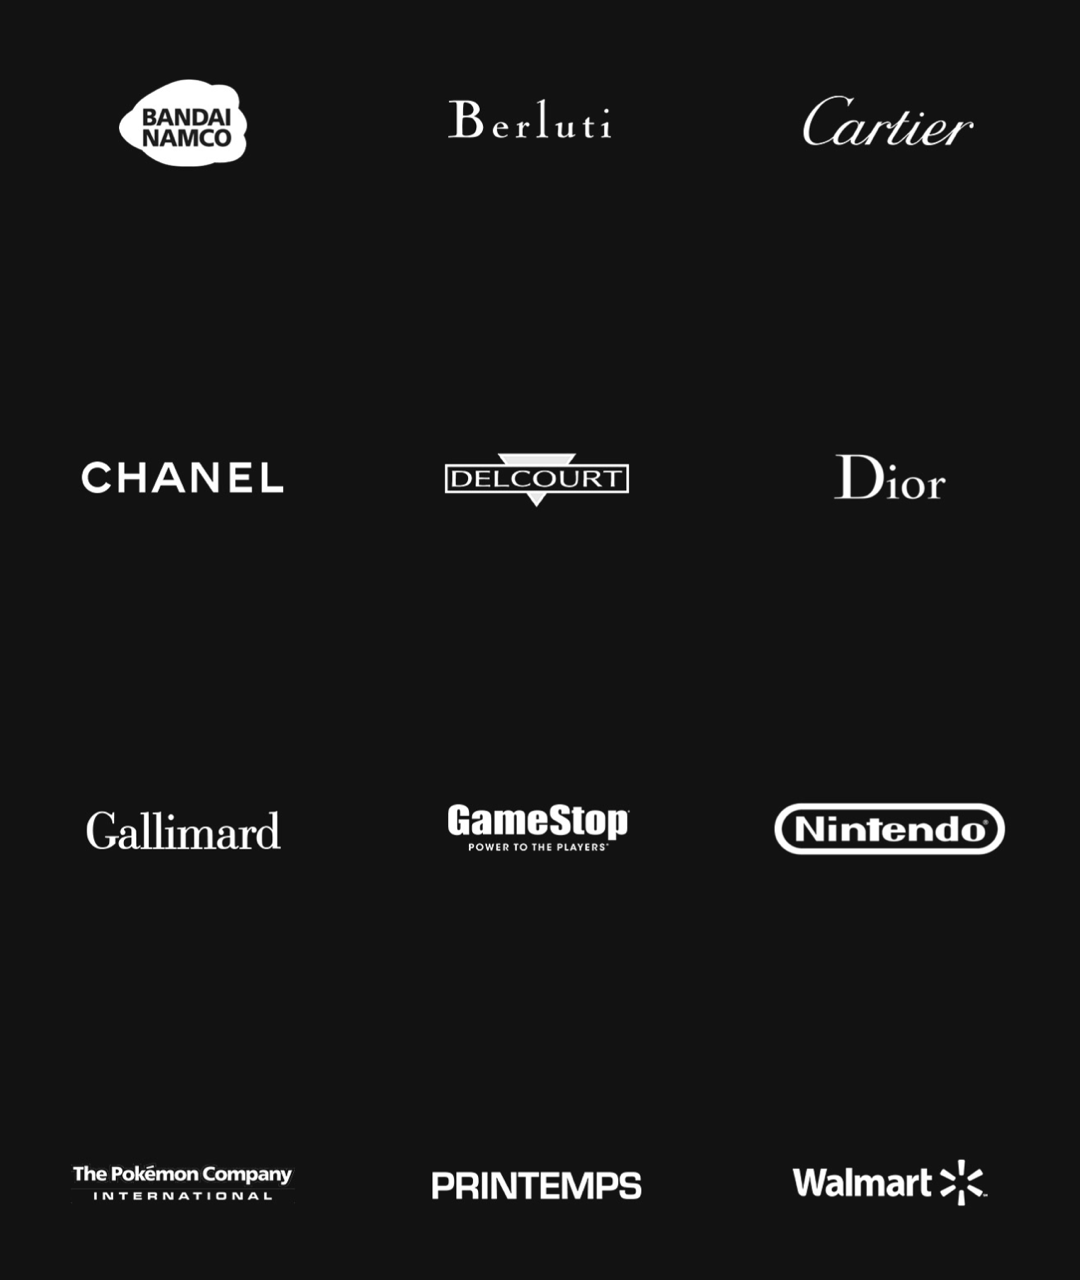 BANDAI
NAMCO
Berluti
Cartier
CHANEL
DELCOURT
Dior
Gallimard
GameStop
POWER TO THE PLAYERS
Nintendo®
The Pokémon Company
INTERNATIONAL
PRINTEMPS
Walmart